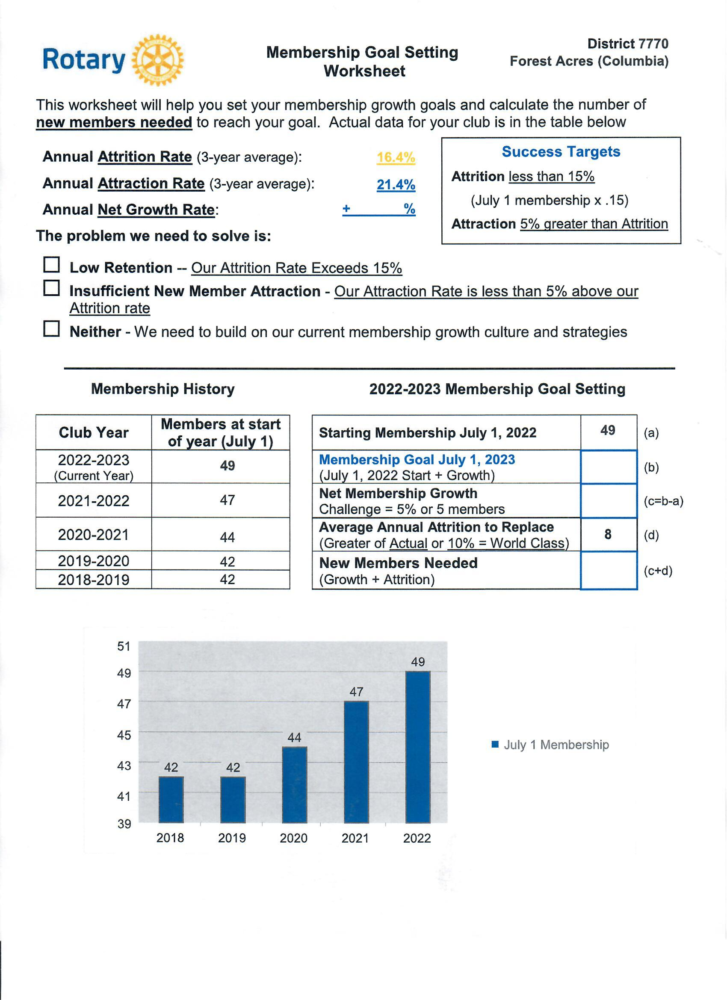 Rotary
ROTARY
INTERNATIONAL
Membership Goal Setting
Worksheet
District 7770
Forest Acres (Columbia)
This worksheet will help you set your membership growth goals and calculate the number of
new members needed to reach your goal. Actual data for your club is in the table below
Annual Attrition Rate (3-year average): 16.4%
Annual Attraction Rate (3-year average): 21.4%
Annual Net Growth Rate: + %
Success Targets
Attrition less than 15%
(July 1 membership x .15)
Attraction 5% greater than Attrition
The problem we need to solve is:
Low Retention -- Our Attrition Rate Exceeds 15%
Insufficient New Member Attraction - Our Attraction Rate is less than 5% above our
Attrition rate
Neither - We need to build on our current membership growth culture and strategies
Membership History
Club Year
Members at start
of year (July 1)
2022-2023
(Current Year)
49
2021-2022 47
2020-2021 44
2019-2020 42
2018-2019 42
2022-2023 Membership Goal Setting
Starting Membership July 1, 2022 49 (a)
Membership Goal July 1, 2023
(July 1, 2022 Start + Growth)
(b)
Net Membership Growth
Challenge = 5% or 5 members
(c=b-a)
Average Annual Attrition to Replace
(Greater of Actual or 10% = World Class)
8 (d)
New Members Needed
(Growth + Attrition)
(c+d)
51
49
47
45
43
41
39
42
42
44
47
49
2018 2019 2020 2021 2022
July 1 Membership